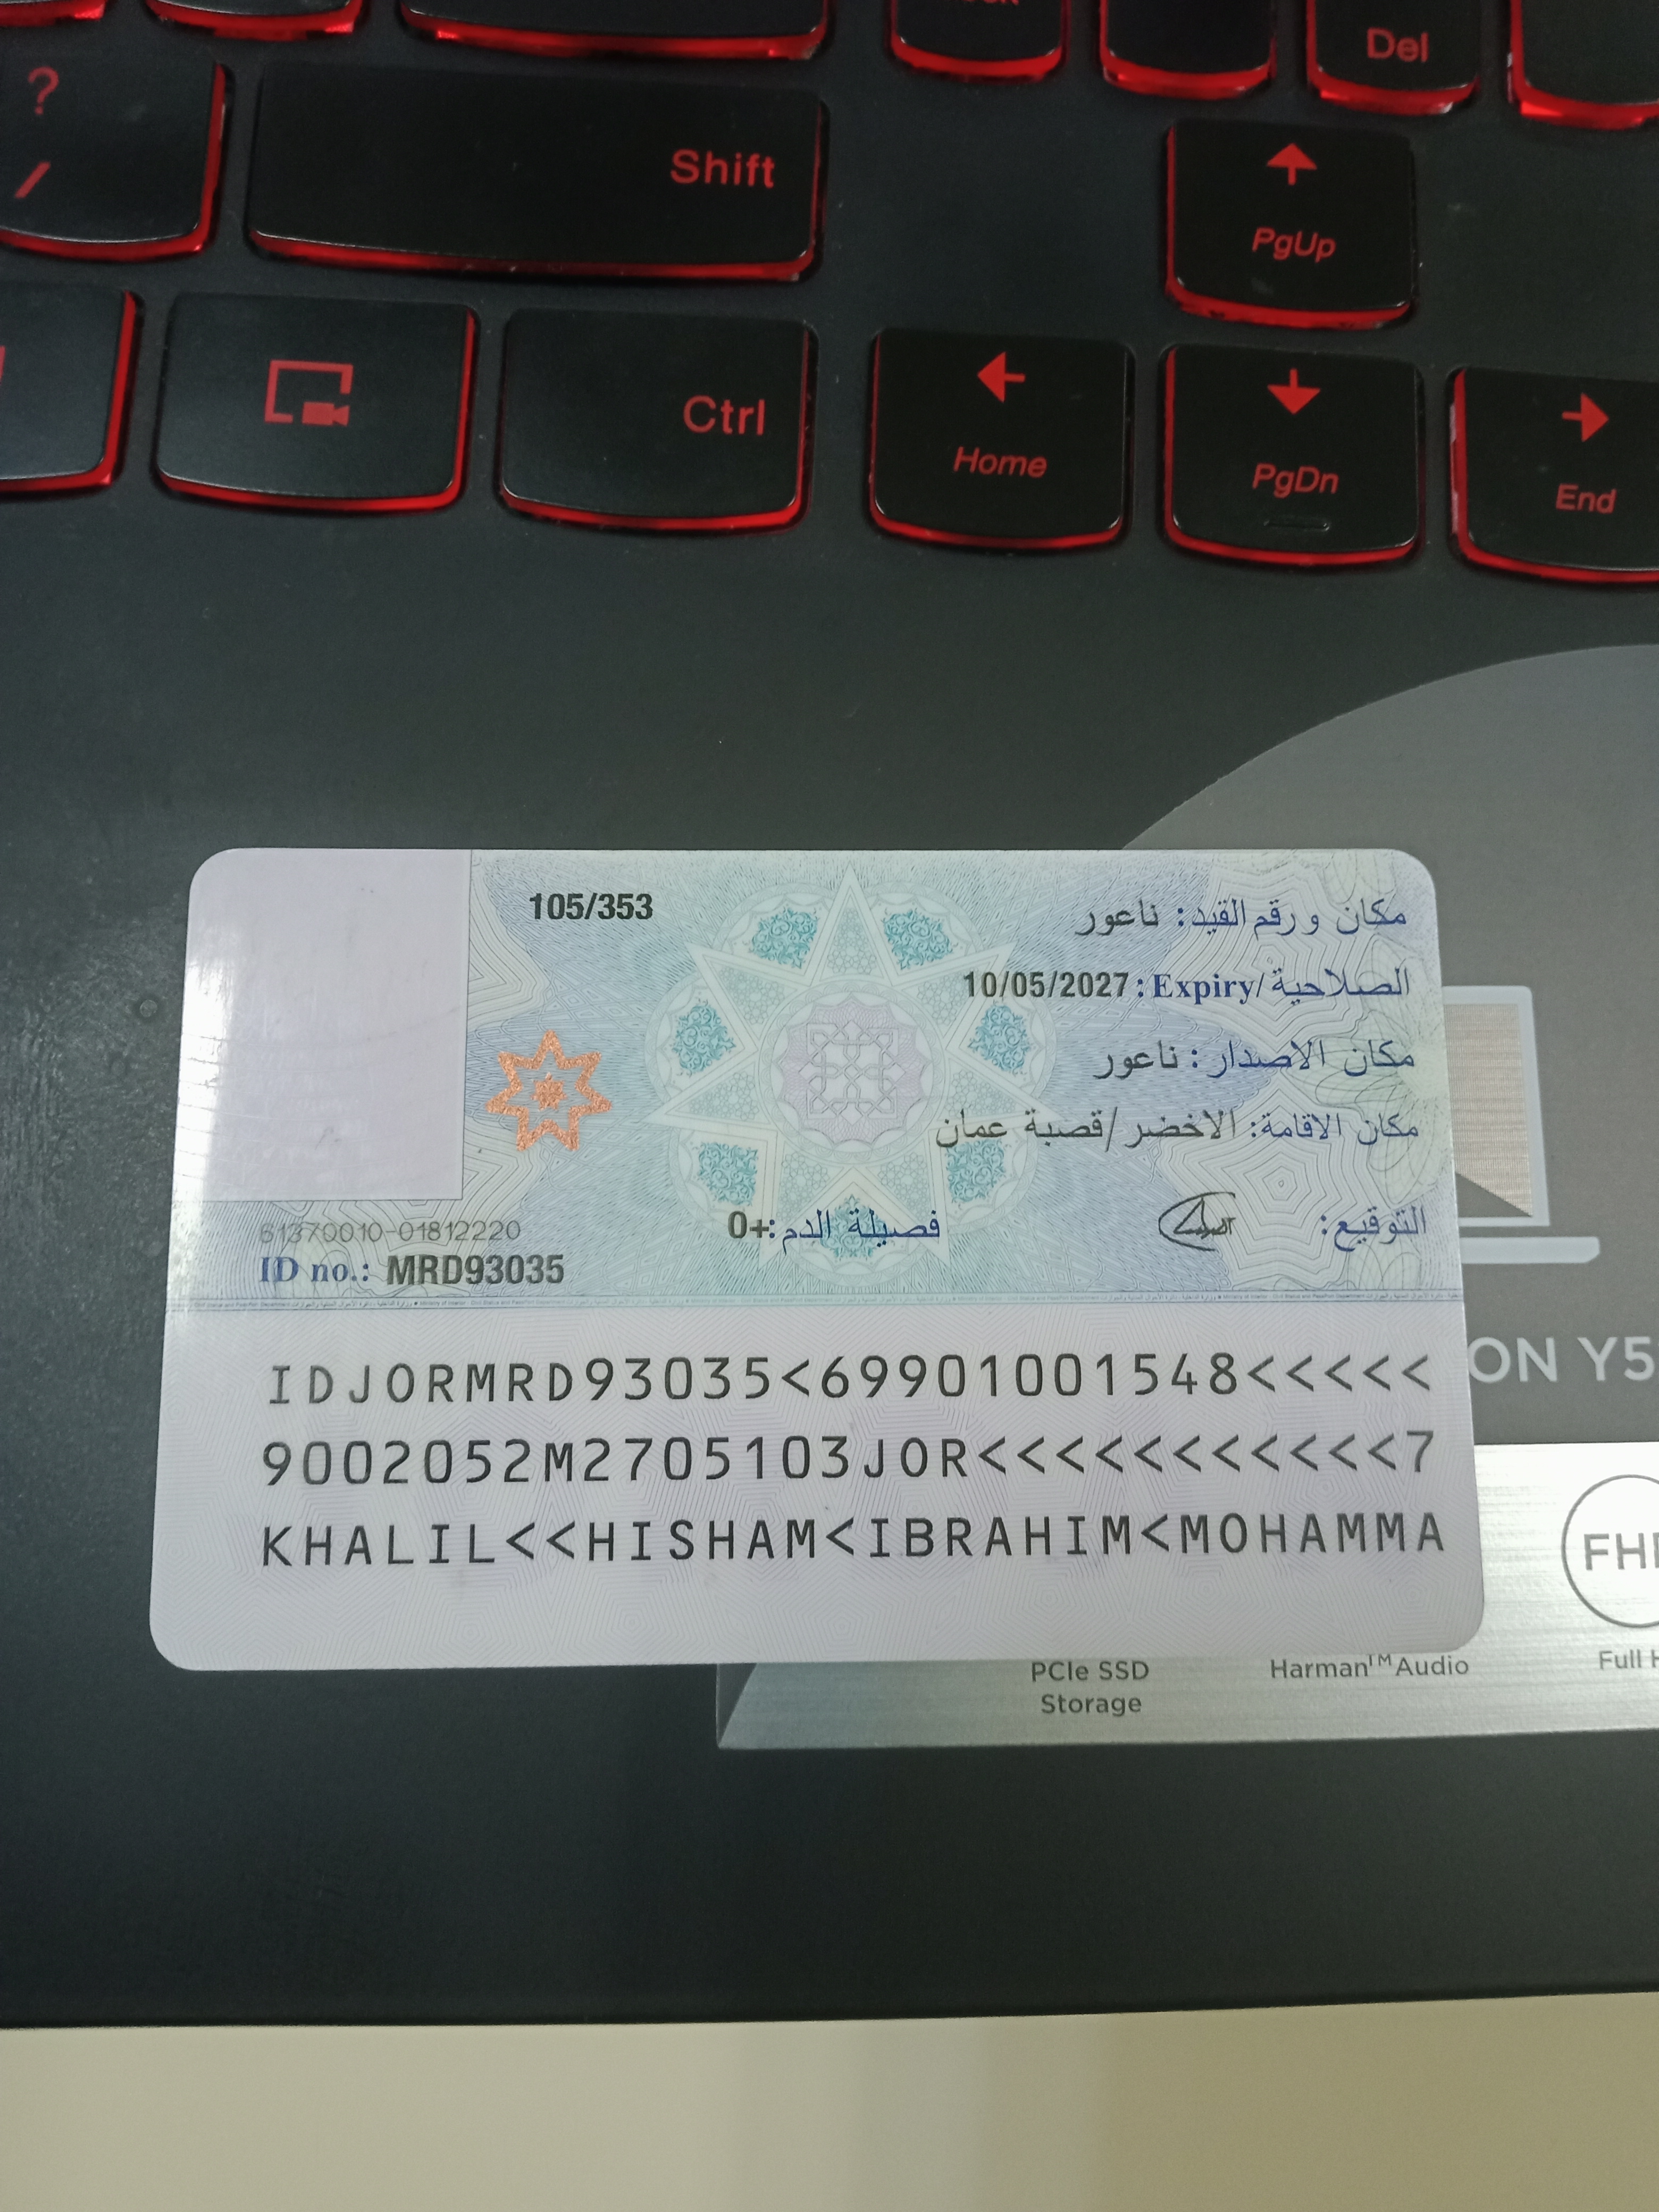 Del
?
/
Shift
PgUp
Ctrl
Home
PgDn
End
105/353
مكان ورقم القيد: ناعور
الصلاحية/Expiry: 10/05/2027
مكان الاصدار: ناعور
مكان الاقامة: الاخضر/قصبة عمان
التوقيع:
فصيلة الدم: O+
61370010-01812220
ID no.: MRD93035
IDJORMRD93035<69901001548<<<<<
9002052M2705103JOR<<<<<<<<<<<7
KHALIL<<HISHAM<IBRAHIM<MOHAMMA
ON Y5
FH
PCIe SSD
Storage
Harman™ Audio
Full